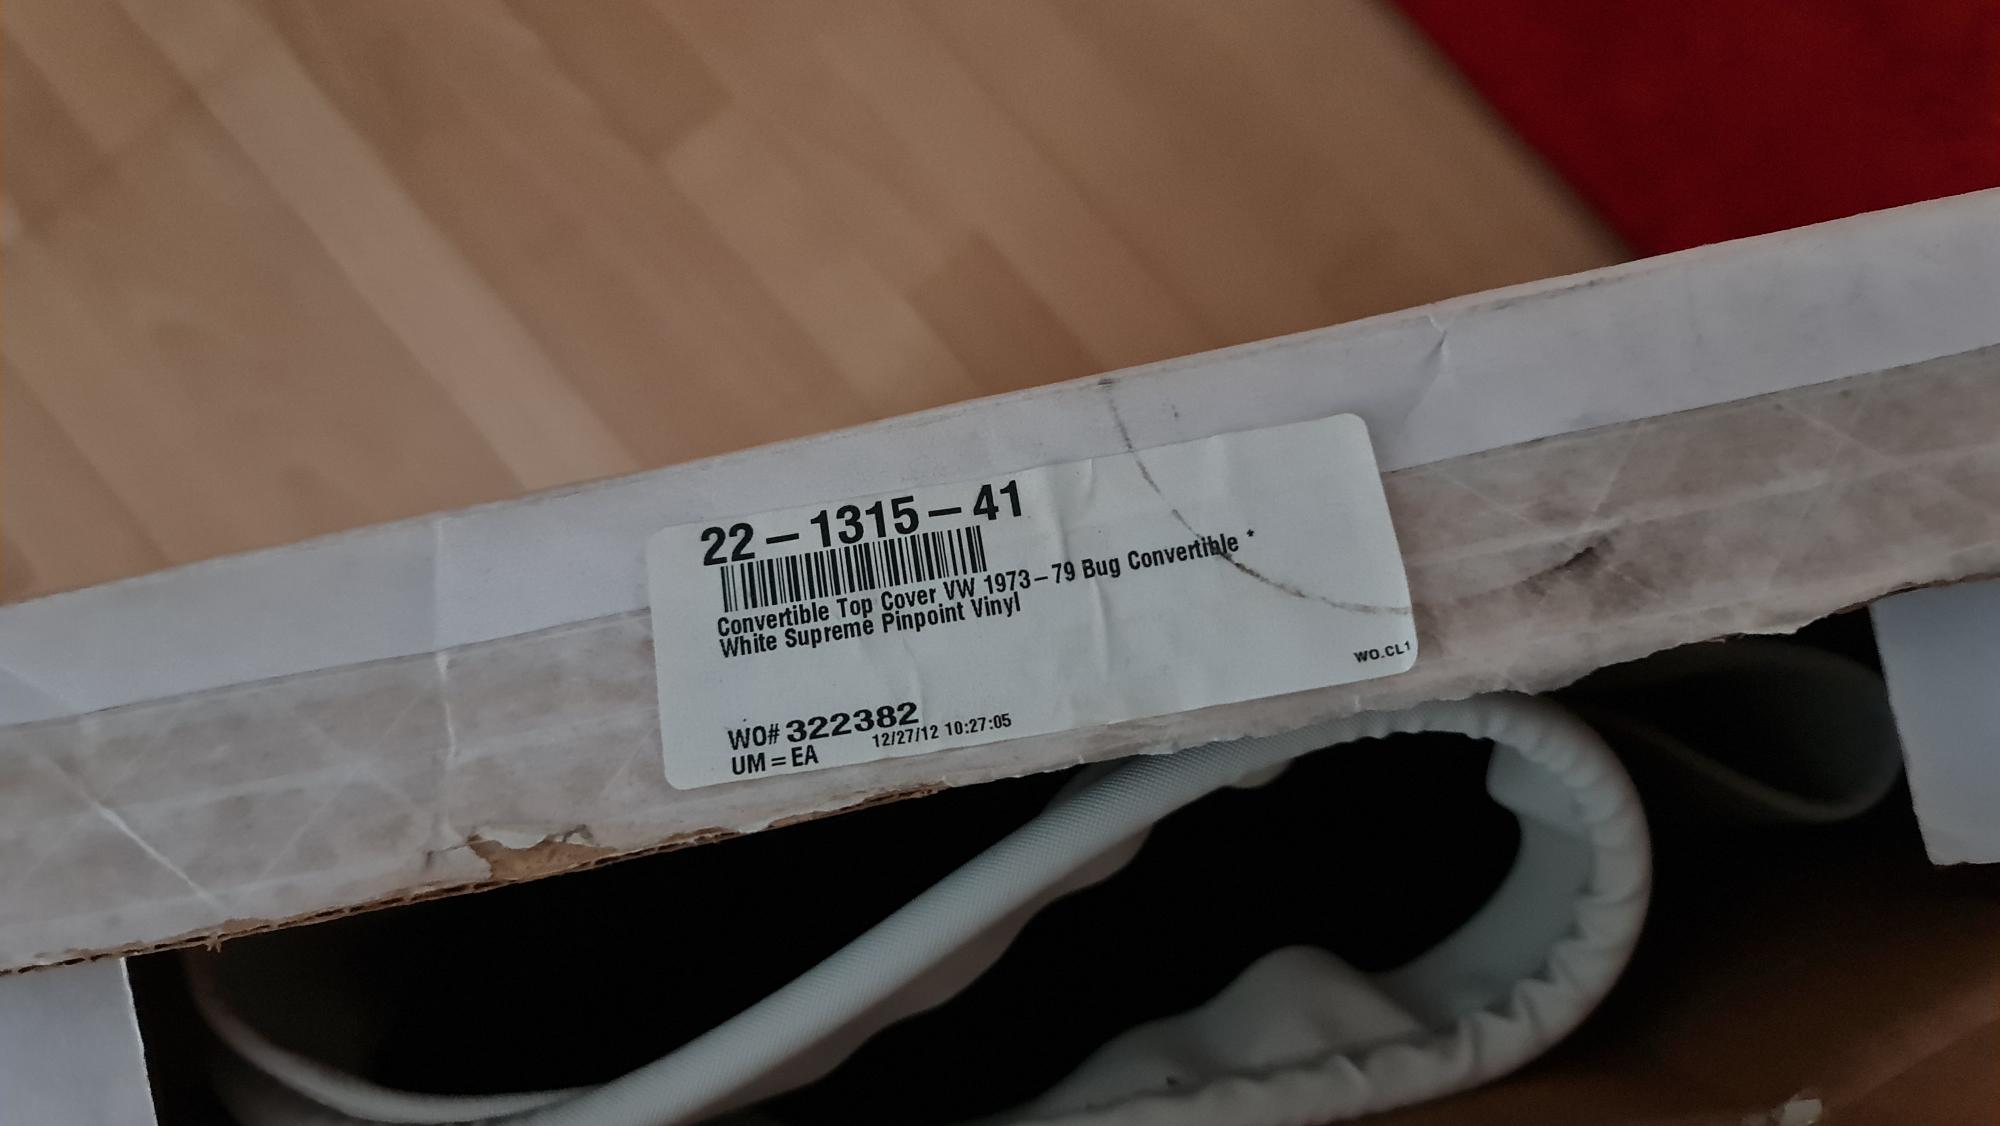 22-1315-41
Convertible Top Cover VW 1973-79 Bug Convertible *
White Supreme Pinpoint Vinyl
WO.CL1
WO# 322382
12/27/12 10:27:05
UM = EA